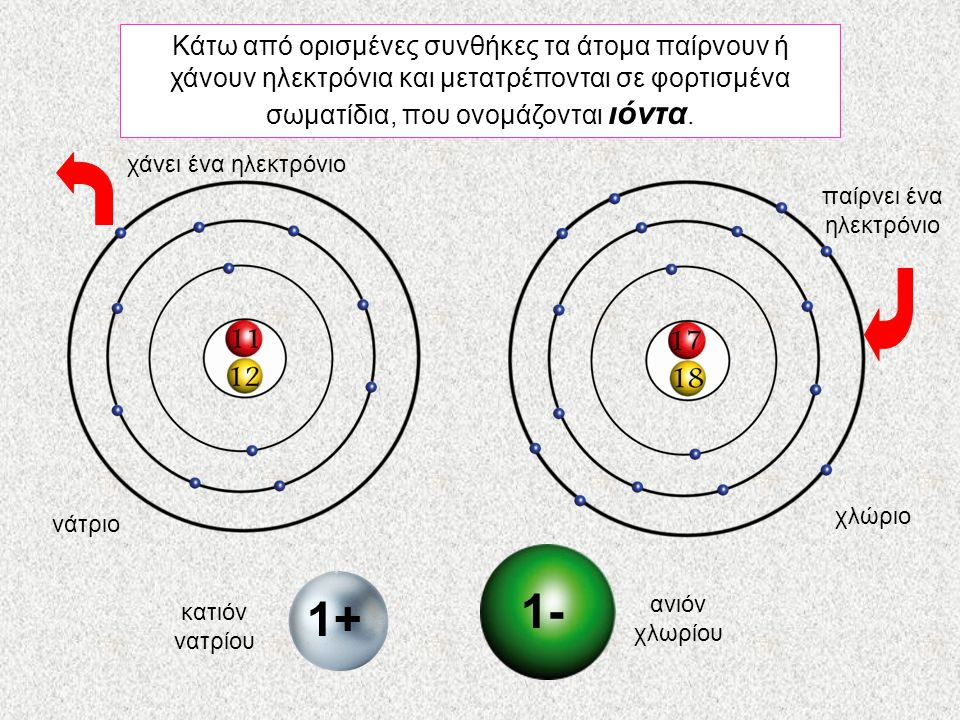 Κάτω από ορισμένες συνθήκες τα άτομα παίρνουν ή
χάνουν ηλεκτρόνια και μετατρέπονται σε φορτισμένα
σωματίδια, που ονομάζονται ιόντα.
χάνει ένα ηλεκτρόνιο
παίρνει ένα
ηλεκτρόνιο
11
12
17
18
νάτριο
χλώριο
κατιόν
νατρίου
1+
1-
ανιόν
χλωρίου